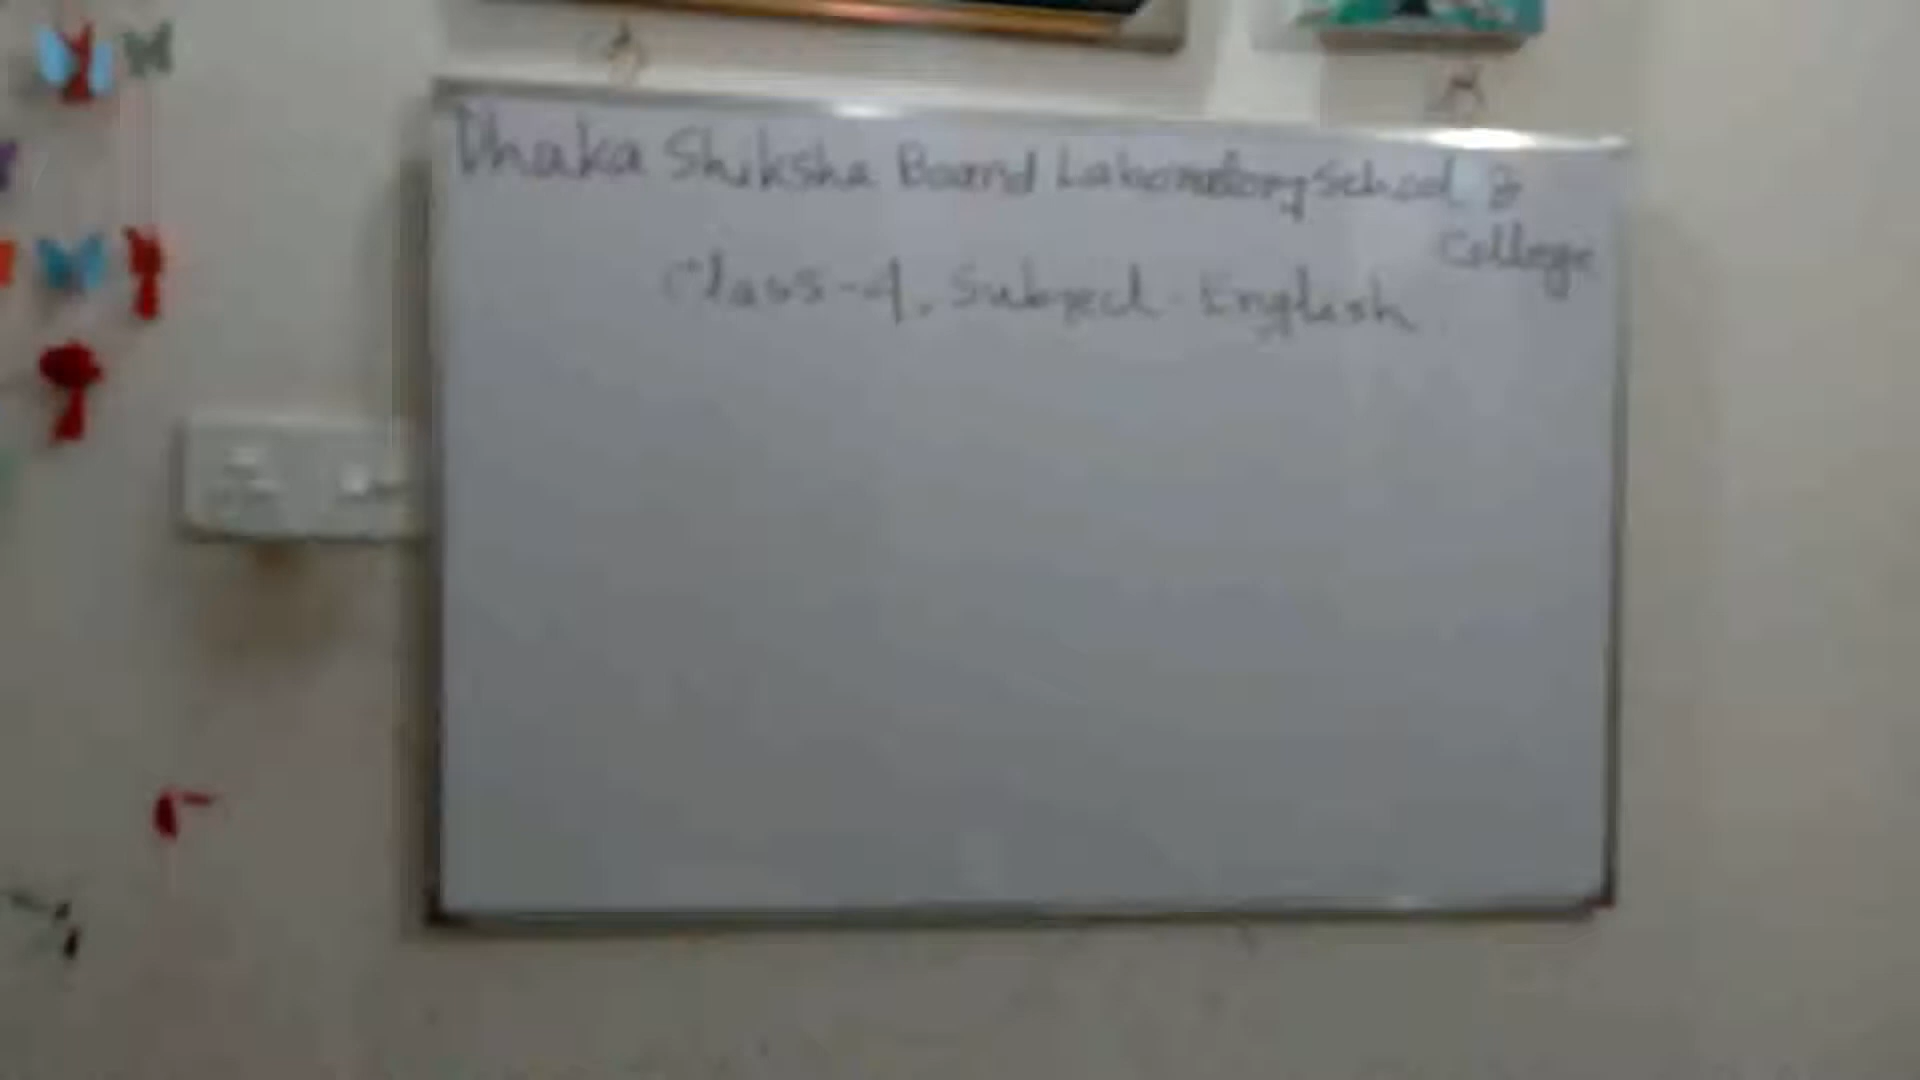 Dhaka Shiksha Board Laboratory School &
College
Class-4, Subject-English.